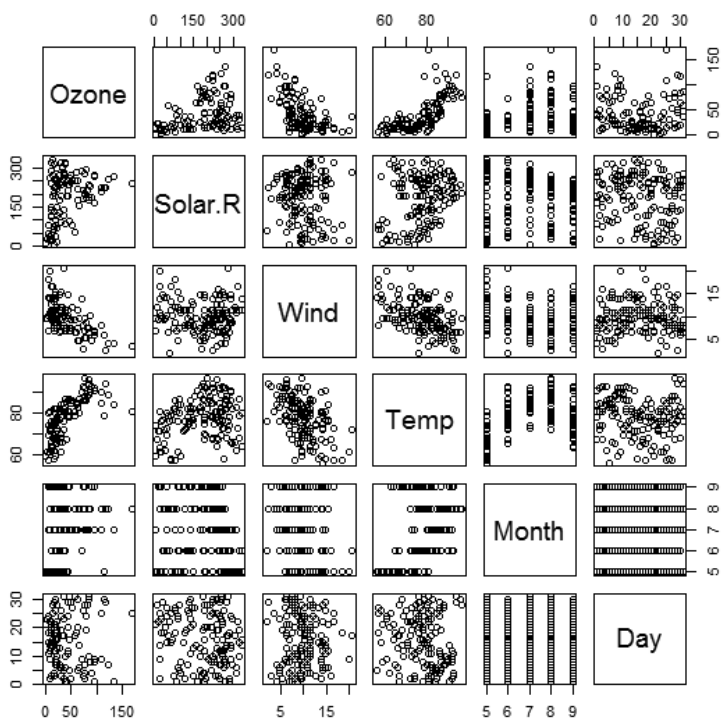 0 150 300 60 80 0 10 20 30
Ozone
0 50 150
0 150 300
Solar.R
Wind
5 15
60 80
Temp
Month
5 6 7 8 9
0 10 20 30
Day
0 50 150 5 15 5 6 7 8 9